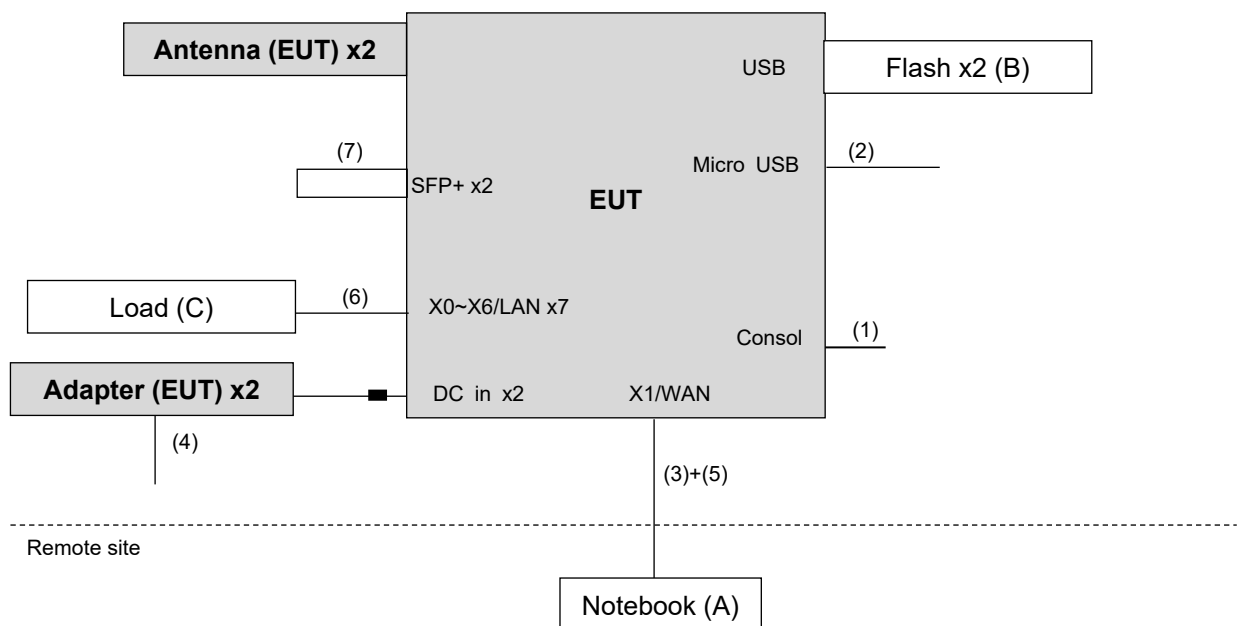 Antenna (EUT) x2
USB
Flash x2 (B)
(7)
Micro USB
(2)
SFP+ x2
EUT
Load (C)
(6)
X0~X6/LAN x7
Consol
(1)
Adapter (EUT) x2
DC in x2
X1/WAN
(4)
(3)+(5)
Remote site
Notebook (A)